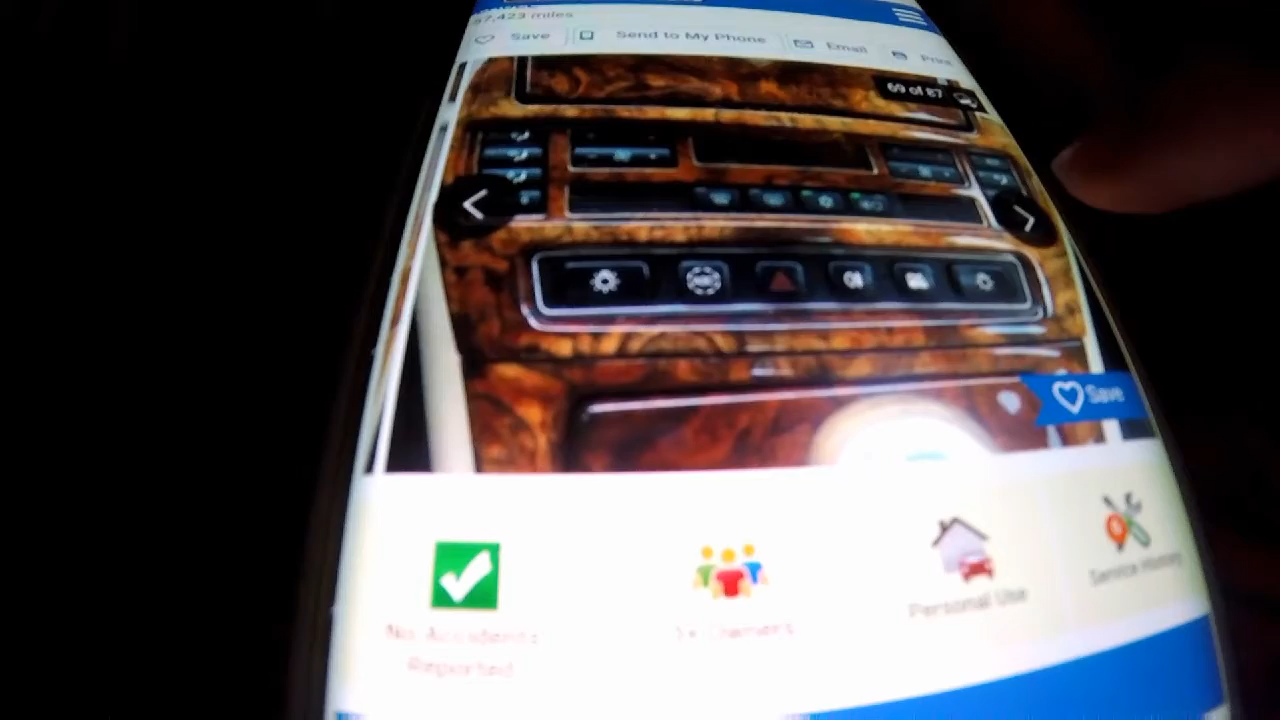 57,423 miles
Save
Send to My Phone
Email
Print
69 of 87
Save
No Accidents
Reported
Owners
Personal Use
Service History